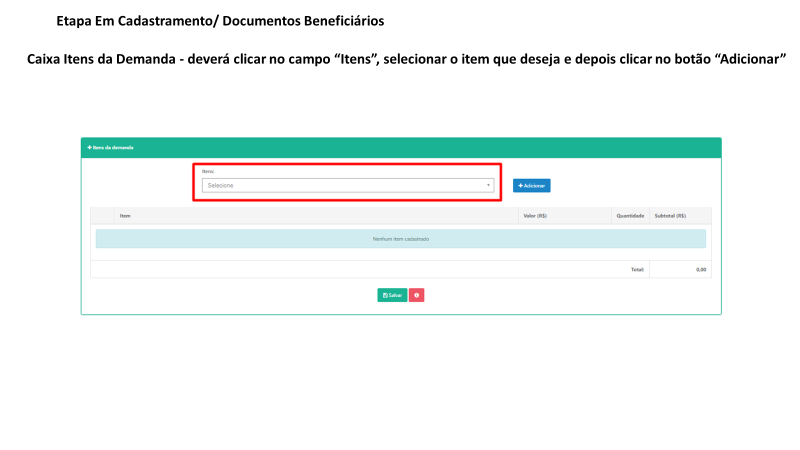 Etapa Em Cadastramento/ Documentos Beneficiários
Caixa Itens da Demanda - deverá clicar no campo “Itens”, selecionar o item que deseja e depois clicar no botão “Adicionar”
+ Itens da demanda
Itens:
Selecione
+ Adicionar
Item Valor (R$) Quantidade Subtotal (R$)
Nenhum item cadastrado
Total: 0,00
Salvar